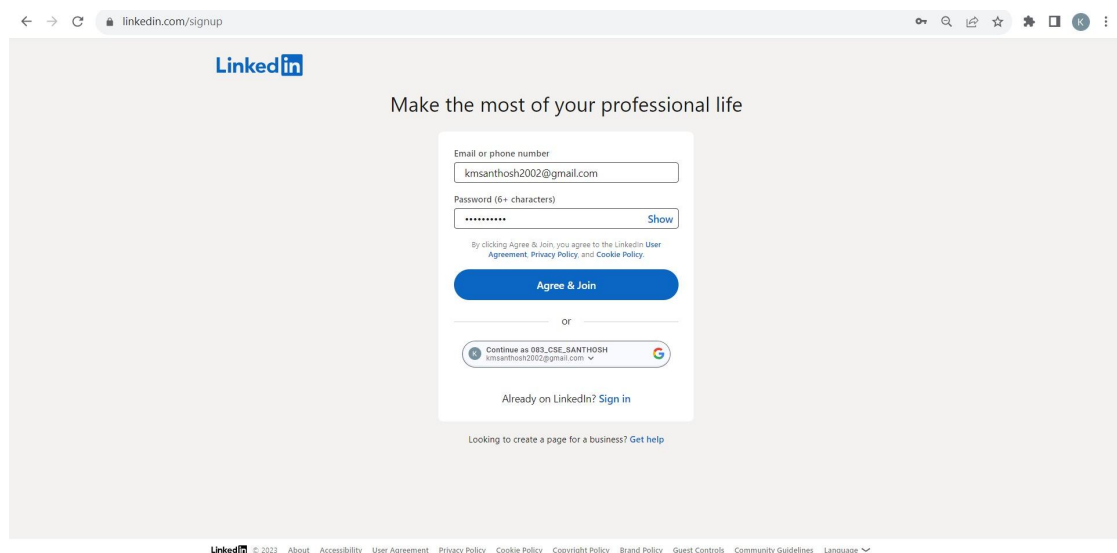 linkedin.com/signup
K
Linked in
Make the most of your professional life
Email or phone number
kmsanthosh2002@gmail.com
Password (6+ characters)
•••••••••• Show
By clicking Agree & Join, you agree to the LinkedIn User
Agreement, Privacy Policy, and Cookie Policy.
Agree & Join
or
K Continue as 083_CSE_SANTHOSH G
kmsanthosh2002@gmail.com
Already on LinkedIn? Sign in
Looking to create a page for a business? Get help
Linked in © 2023 About Accessibility User Agreement Privacy Policy Cookie Policy Copyright Policy Brand Policy Guest Controls Community Guidelines Language